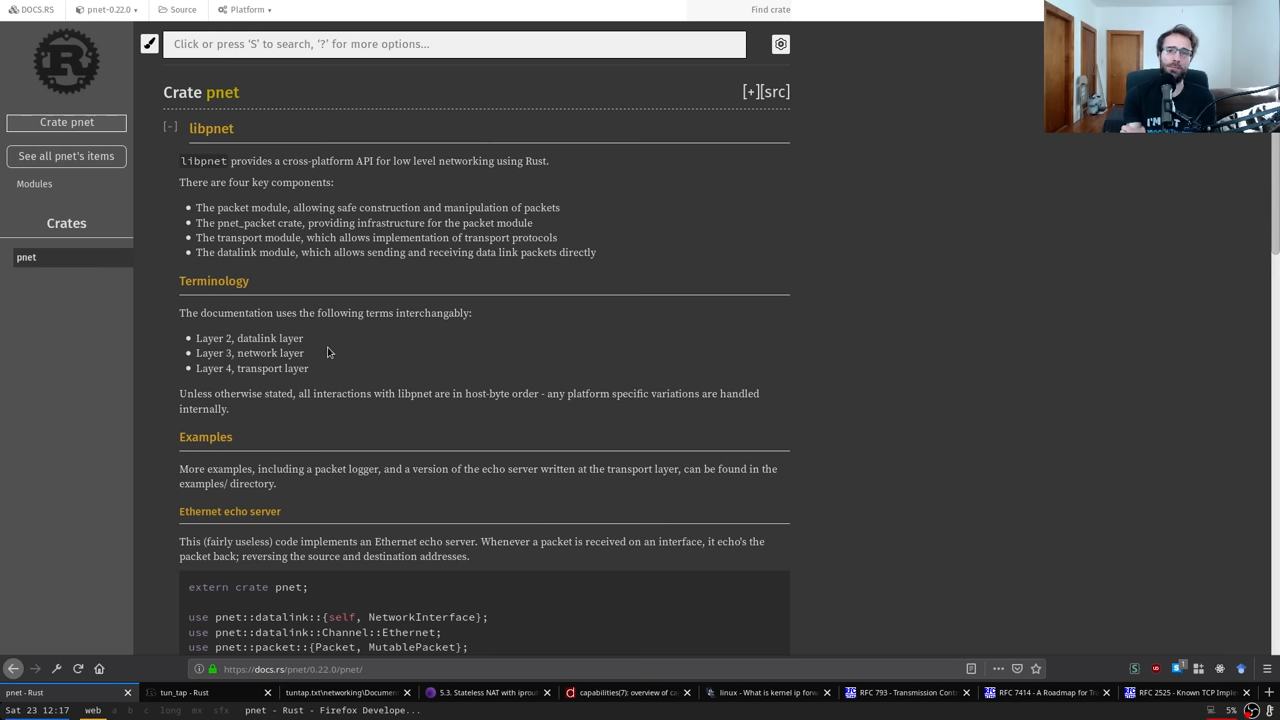 DOCS.RS
pnet-0.22.0
Source
Platform
Find crate
Click or press ‘S’ to search, ‘?’ for more options…
Crate pnet
[+][src]
Crate pnet
See all pnet's items
Modules
Crates
pnet
[-]
libpnet
libpnet provides a cross-platform API for low level networking using Rust.
There are four key components:
The packet module, allowing safe construction and manipulation of packets
The pnet_packet crate, providing infrastructure for the packet module
The transport module, which allows implementation of transport protocols
The datalink module, which allows sending and receiving data link packets directly
Terminology
The documentation uses the following terms interchangably:
Layer 2, datalink layer
Layer 3, network layer
Layer 4, transport layer
Unless otherwise stated, all interactions with libpnet are in host-byte order - any platform specific variations are handled
internally.
Examples
More examples, including a packet logger, and a version of the echo server written at the transport layer, can be found in the
examples/ directory.
Ethernet echo server
This (fairly useless) code implements an Ethernet echo server. Whenever a packet is received on an interface, it echo's the
packet back; reversing the source and destination addresses.
extern crate pnet;
use pnet::datalink::{self, NetworkInterface};
use pnet::datalink::Channel::Ethernet;
use pnet::packet::{Packet, MutablePacket};
https://docs.rs/pnet/0.22.0/pnet/
pnet - Rust
tun_tap - Rust
tuntap.txt\networking\Document
5.3. Stateless NAT with iprou
capabilities(7): overview of ca
linux - What is kernel ip forw
RFC 793 - Transmission Cont
RFC 7414 - A Roadmap for Tr
RFC 2525 - Known TCP Imple
Sat 23 12:17 web a b c long mx sfx pnet - Rust - Firefox Develope...
5%